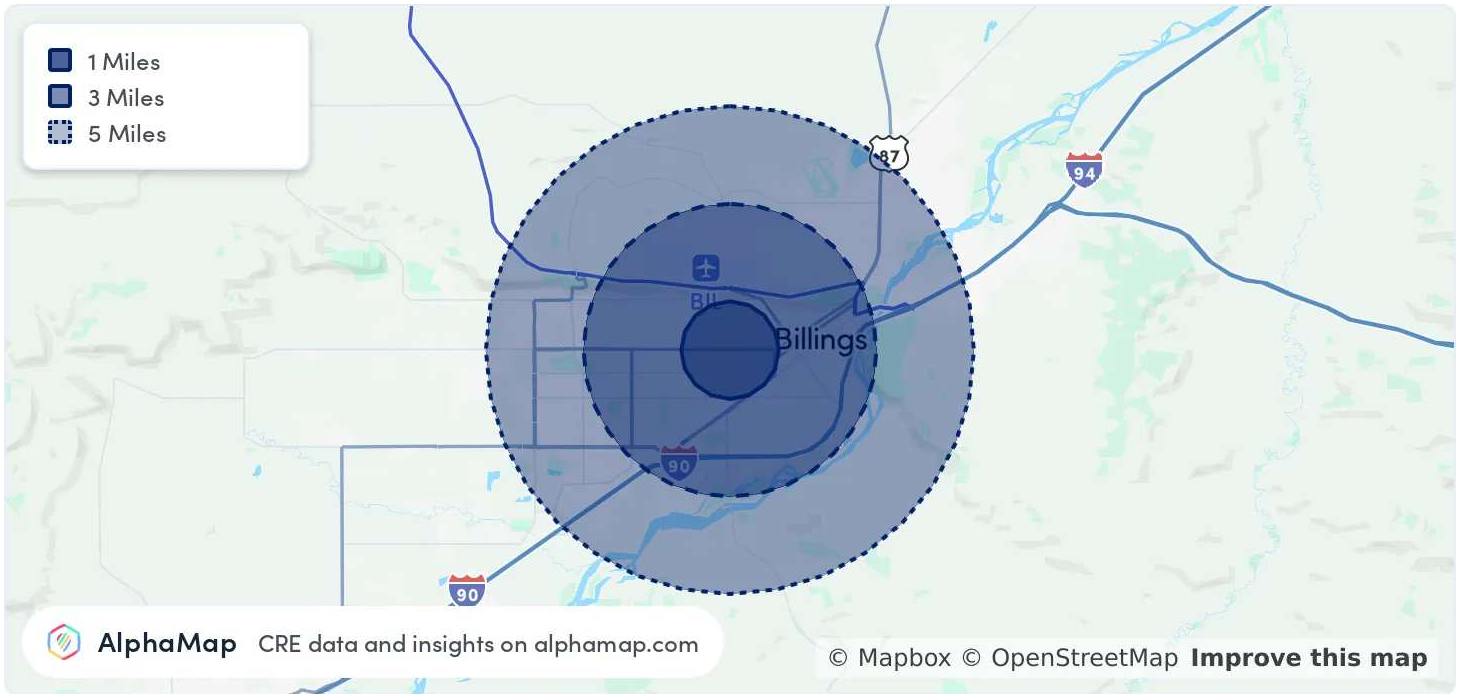 1 Miles
3 Miles
5 Miles
87
94
BIL
Billings
90
90
AlphaMap CRE data and insights on alphamap.com
© Mapbox © OpenStreetMap Improve this map